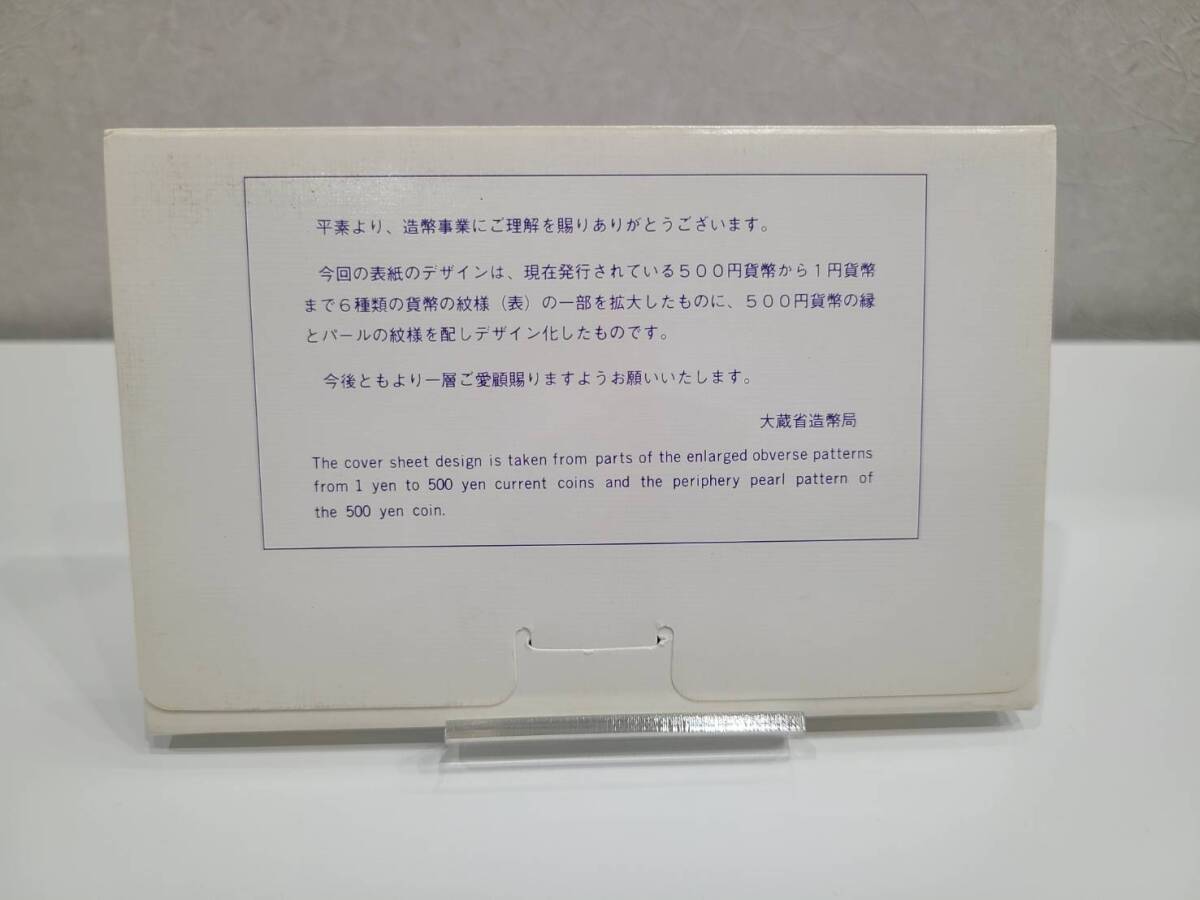 平素より、造幣事業にご理解を賜りありがとうございます。
今回の表紙のデザインは、現在発行されている５００円貨幣から１円貨幣
まで６種類の貨幣の紋様（表）の一部を拡大したものに、５００円貨幣の縁
とパールの紋様を配しデザイン化したものです。
今後ともより一層ご愛顧賜りますようお願いいたします。
大蔵省造幣局
The cover sheet design is taken from parts of the enlarged obverse patterns
from 1 yen to 500 yen current coins and the periphery pearl pattern of
the 500 yen coin.